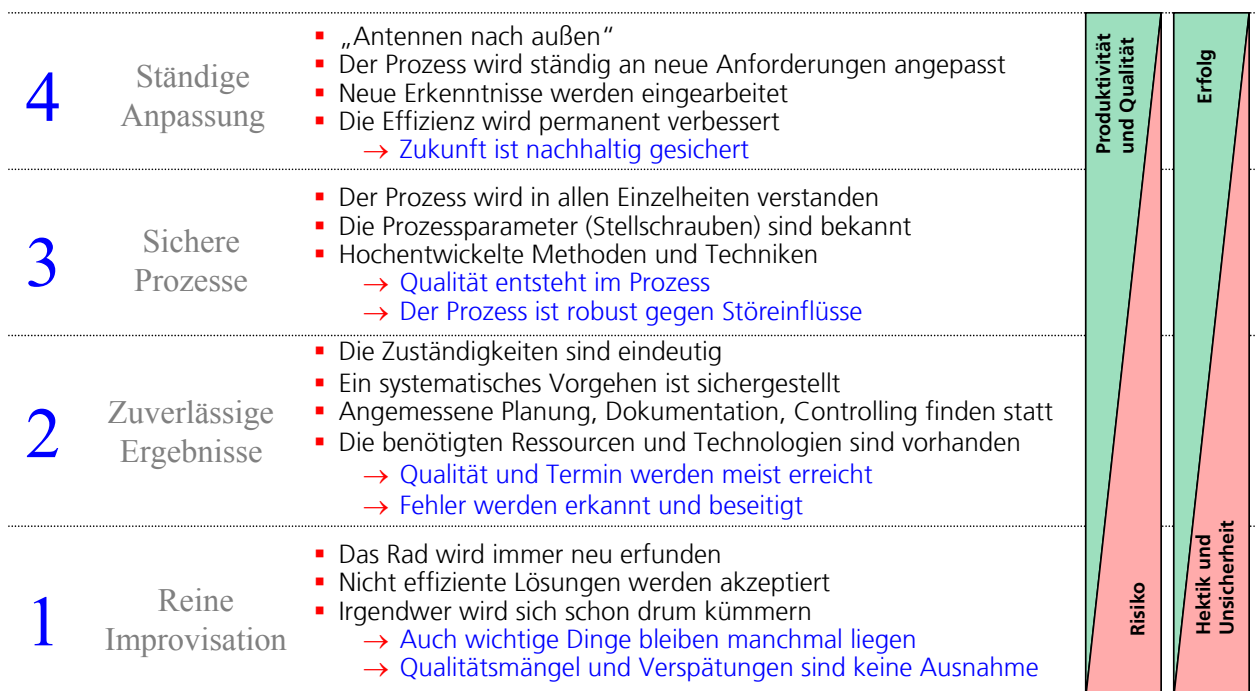 4
Ständige
Anpassung
▪ „Antennen nach außen“
▪ Der Prozess wird ständig an neue Anforderungen angepasst
▪ Neue Erkenntnisse werden eingearbeitet
▪ Die Effizienz wird permanent verbessert
→ Zukunft ist nachhaltig gesichert
3
Sichere
Prozesse
▪ Der Prozess wird in allen Einzelheiten verstanden
▪ Die Prozessparameter (Stellschrauben) sind bekannt
▪ Hochentwickelte Methoden und Techniken
→ Qualität entsteht im Prozess
→ Der Prozess ist robust gegen Störeinflüsse
2
Zuverlässige
Ergebnisse
▪ Die Zuständigkeiten sind eindeutig
▪ Ein systematisches Vorgehen ist sichergestellt
▪ Angemessene Planung, Dokumentation, Controlling finden statt
▪ Die benötigten Ressourcen und Technologien sind vorhanden
→ Qualität und Termin werden meist erreicht
→ Fehler werden erkannt und beseitigt
1
Reine
Improvisation
▪ Das Rad wird immer neu erfunden
▪ Nicht effiziente Lösungen werden akzeptiert
▪ Irgendwer wird sich schon drum kümmern
→ Auch wichtige Dinge bleiben manchmal liegen
→ Qualitätsmängel und Verspätungen sind keine Ausnahme
Produktivität
und Qualität
Risiko
Erfolg
Hektik und
Unsicherheit